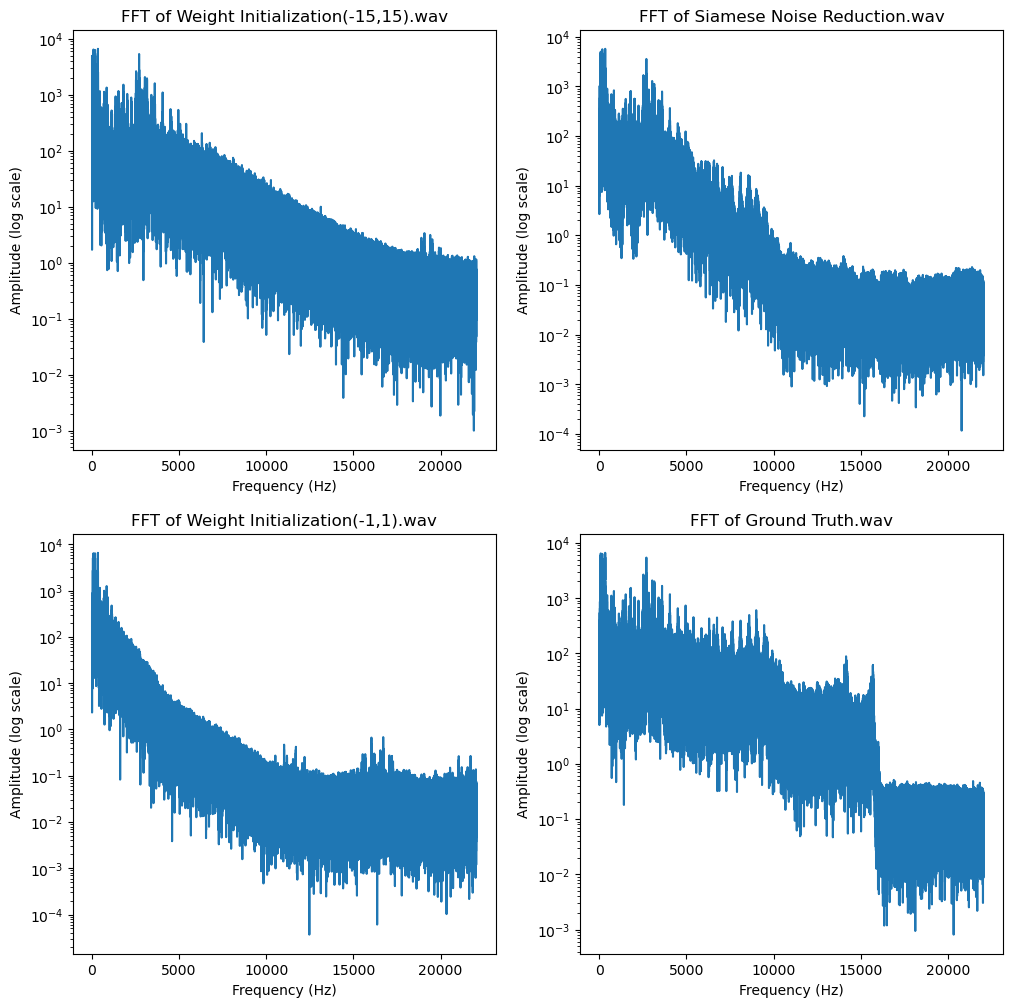 FFT of Weight Initialization(-15,15).wav
Amplitude (log scale)
10^4
10^3
10^2
10^1
10^0
10^-1
10^-2
10^-3
0 5000 10000 15000 20000
Frequency (Hz)
FFT of Siamese Noise Reduction.wav
Amplitude (log scale)
10^4
10^3
10^2
10^1
10^0
10^-1
10^-2
10^-3
10^-4
0 5000 10000 15000 20000
Frequency (Hz)
FFT of Weight Initialization(-1,1).wav
Amplitude (log scale)
10^4
10^3
10^2
10^1
10^0
10^-1
10^-2
10^-3
10^-4
0 5000 10000 15000 20000
Frequency (Hz)
FFT of Ground Truth.wav
Amplitude (log scale)
10^4
10^3
10^2
10^1
10^0
10^-1
10^-2
10^-3
0 5000 10000 15000 20000
Frequency (Hz)